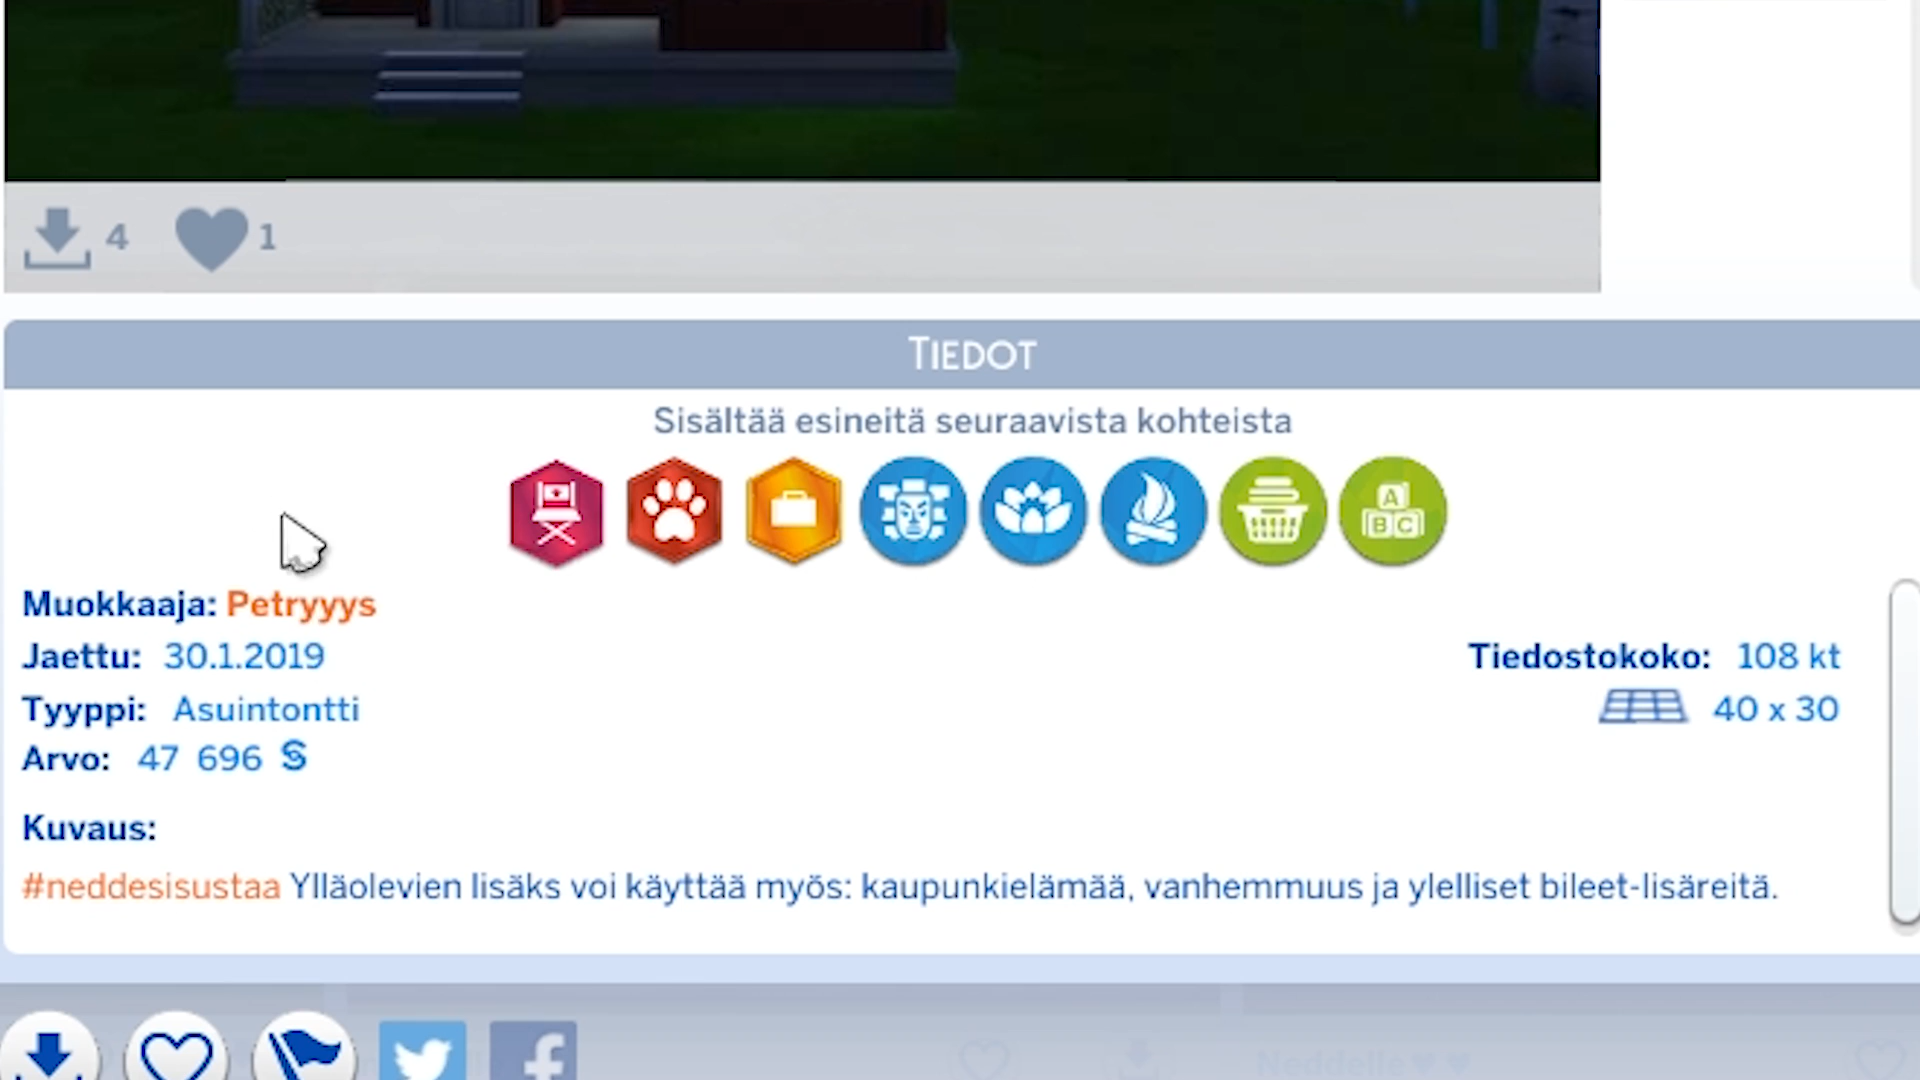 4 1
TIEDOT
Sisältää esineitä seuraavista kohteista
A
B C
Muokkaaja: Petryyys
Jaettu: 30.1.2019
Tiedostokoko: 108 kt
Tyyppi: Asuintontti
40 x 30
Arvo: 47 696 S
Kuvaus:
#neddesisustaa Ylläolevien lisäks voi käyttää myös: kaupunkielämää, vanhemmuus ja ylelliset bileet-lisäreitä.
Neddelle♥ ♥